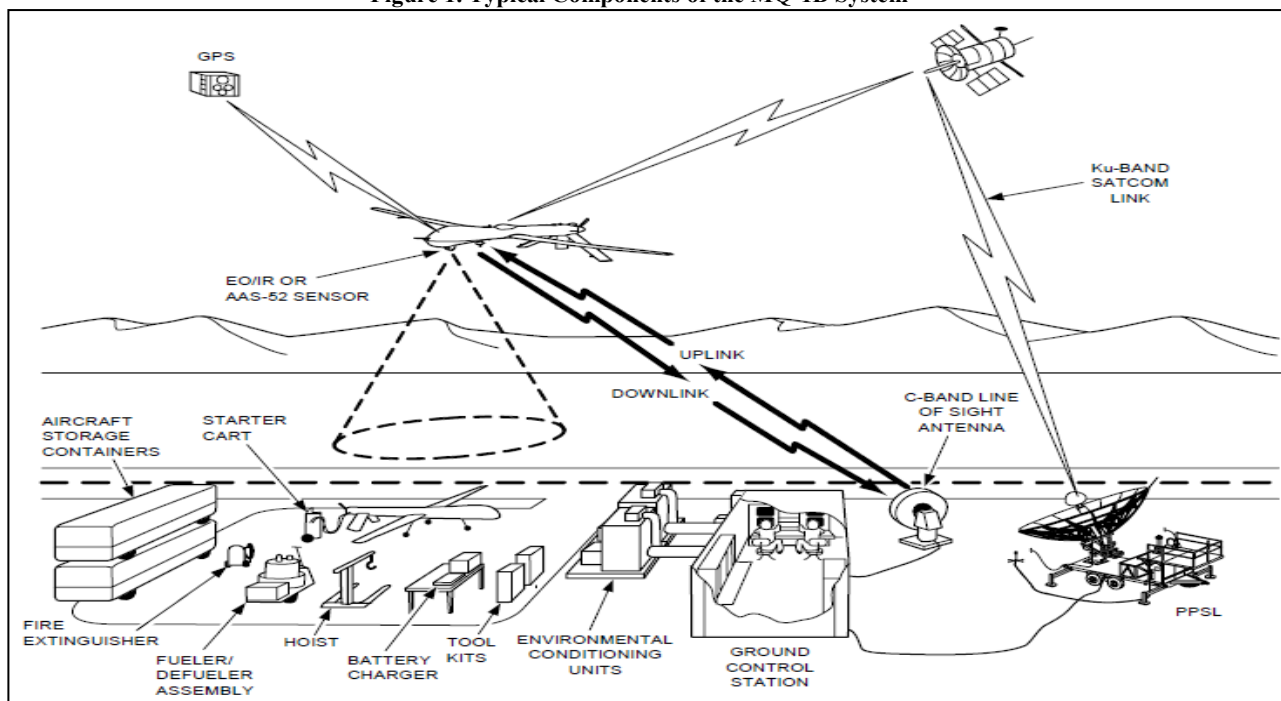 Figure 1: Typical Components of the MQ-1B System
GPS
Ku-BAND
SATCOM
LINK
EO/IR OR
AAS-52 SENSOR
UPLINK
DOWNLINK
C-BAND LINE
OF SIGHT
ANTENNA
AIRCRAFT
STORAGE
CONTAINERS
STARTER
CART
FIRE
EXTINGUISHER
FUELER/
DEFUELER
ASSEMBLY
HOIST
BATTERY
CHARGER
TOOL
KITS
ENVIRONMENTAL
CONDITIONING
UNITS
GROUND
CONTROL
STATION
PPSL